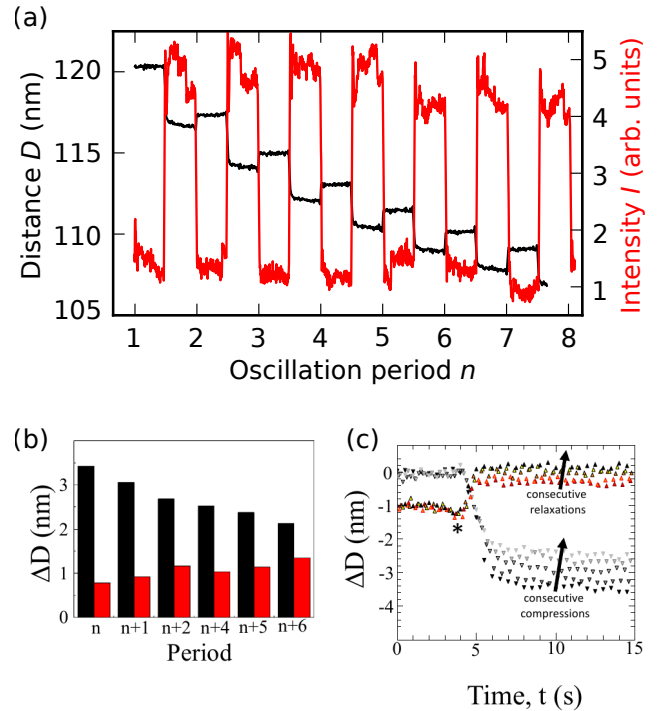 (a)
120
115
110
105
Distance D (nm)
5
4
3
2
1
Intensity I (arb. units)
1 2 3 4 5 6 7 8
Oscillation period n
(b)
3
2
1
0
ΔD (nm)
n n+1 n+2 n+4 n+5 n+6
Period
(c)
0
-1
-2
-3
-4
ΔD (nm)
consecutive
relaxations
*
consecutive
compressions
0 5 10 15
Time, t (s)